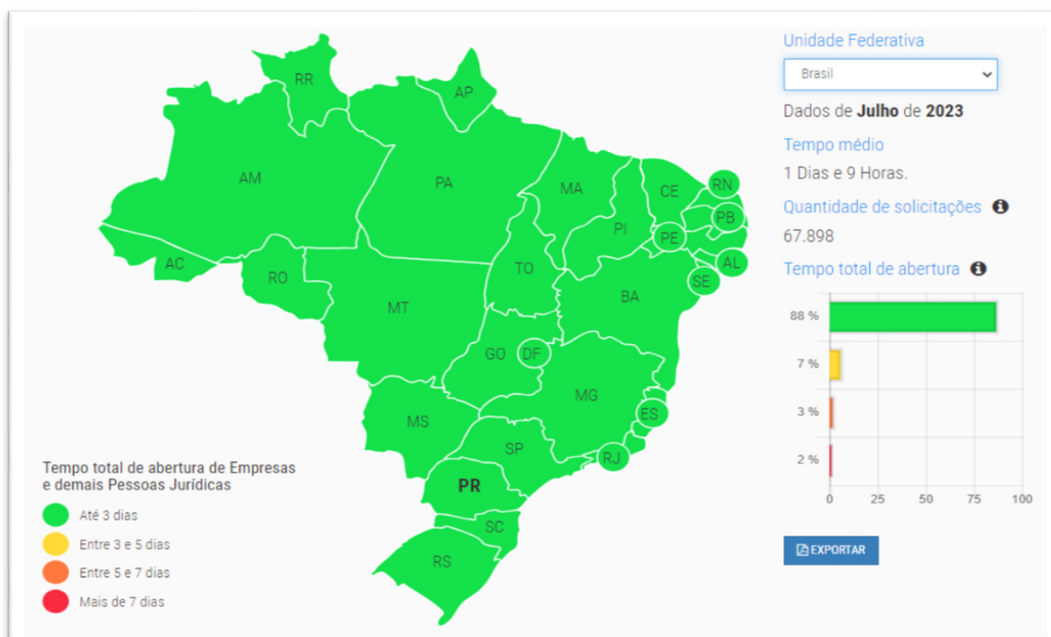 Unidade Federativa
Brasil
Dados de Julho de 2023
Tempo médio
1 Dias e 9 Horas.
Quantidade de solicitações
67.898
Tempo total de abertura
88 %
7 %
3 %
2 %
0 25 50 75 100
EXPORTAR
RR
AP
AM
PA
MA
CE
RN
PB
PI
PE
AC
RO
TO
AL
SE
BA
MT
GO
DF
MG
MS
ES
SP
RJ
PR
SC
RS
Tempo total de abertura de Empresas
e demais Pessoas Jurídicas
Até 3 dias
Entre 3 e 5 dias
Entre 5 e 7 dias
Mais de 7 dias